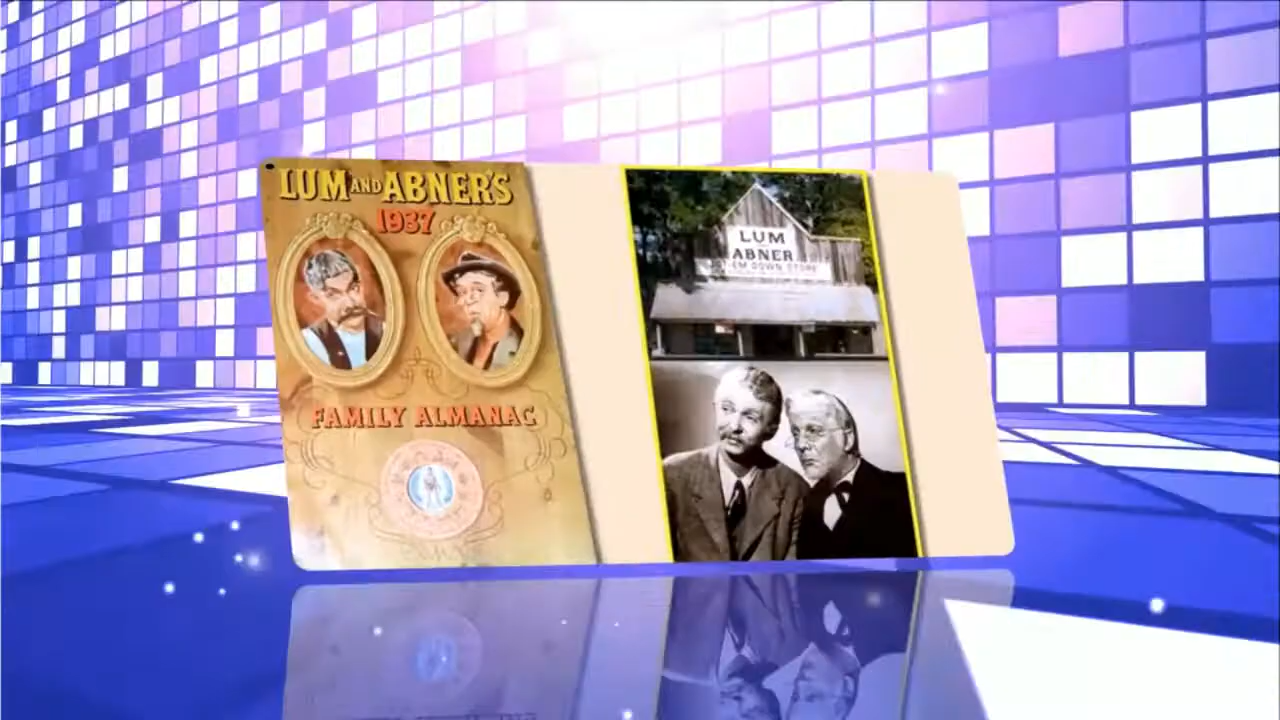 LUM AND ABNER'S
1937
FAMILY ALMANAC
LUM
ABNER
'EM DOWN STORE